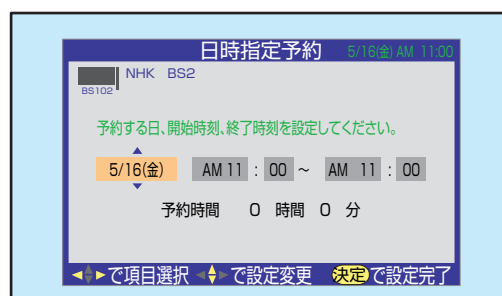 日時指定予約 5/16(金) AM 11:00
NHK BS2
BS102
予約する日、開始時刻、終了時刻を設定してください。
5/16(金) AM 11 : 00 ~ AM 11 : 00
予約時間 0 時間 0 分
で項目選択 で設定変更 決定で設定完了